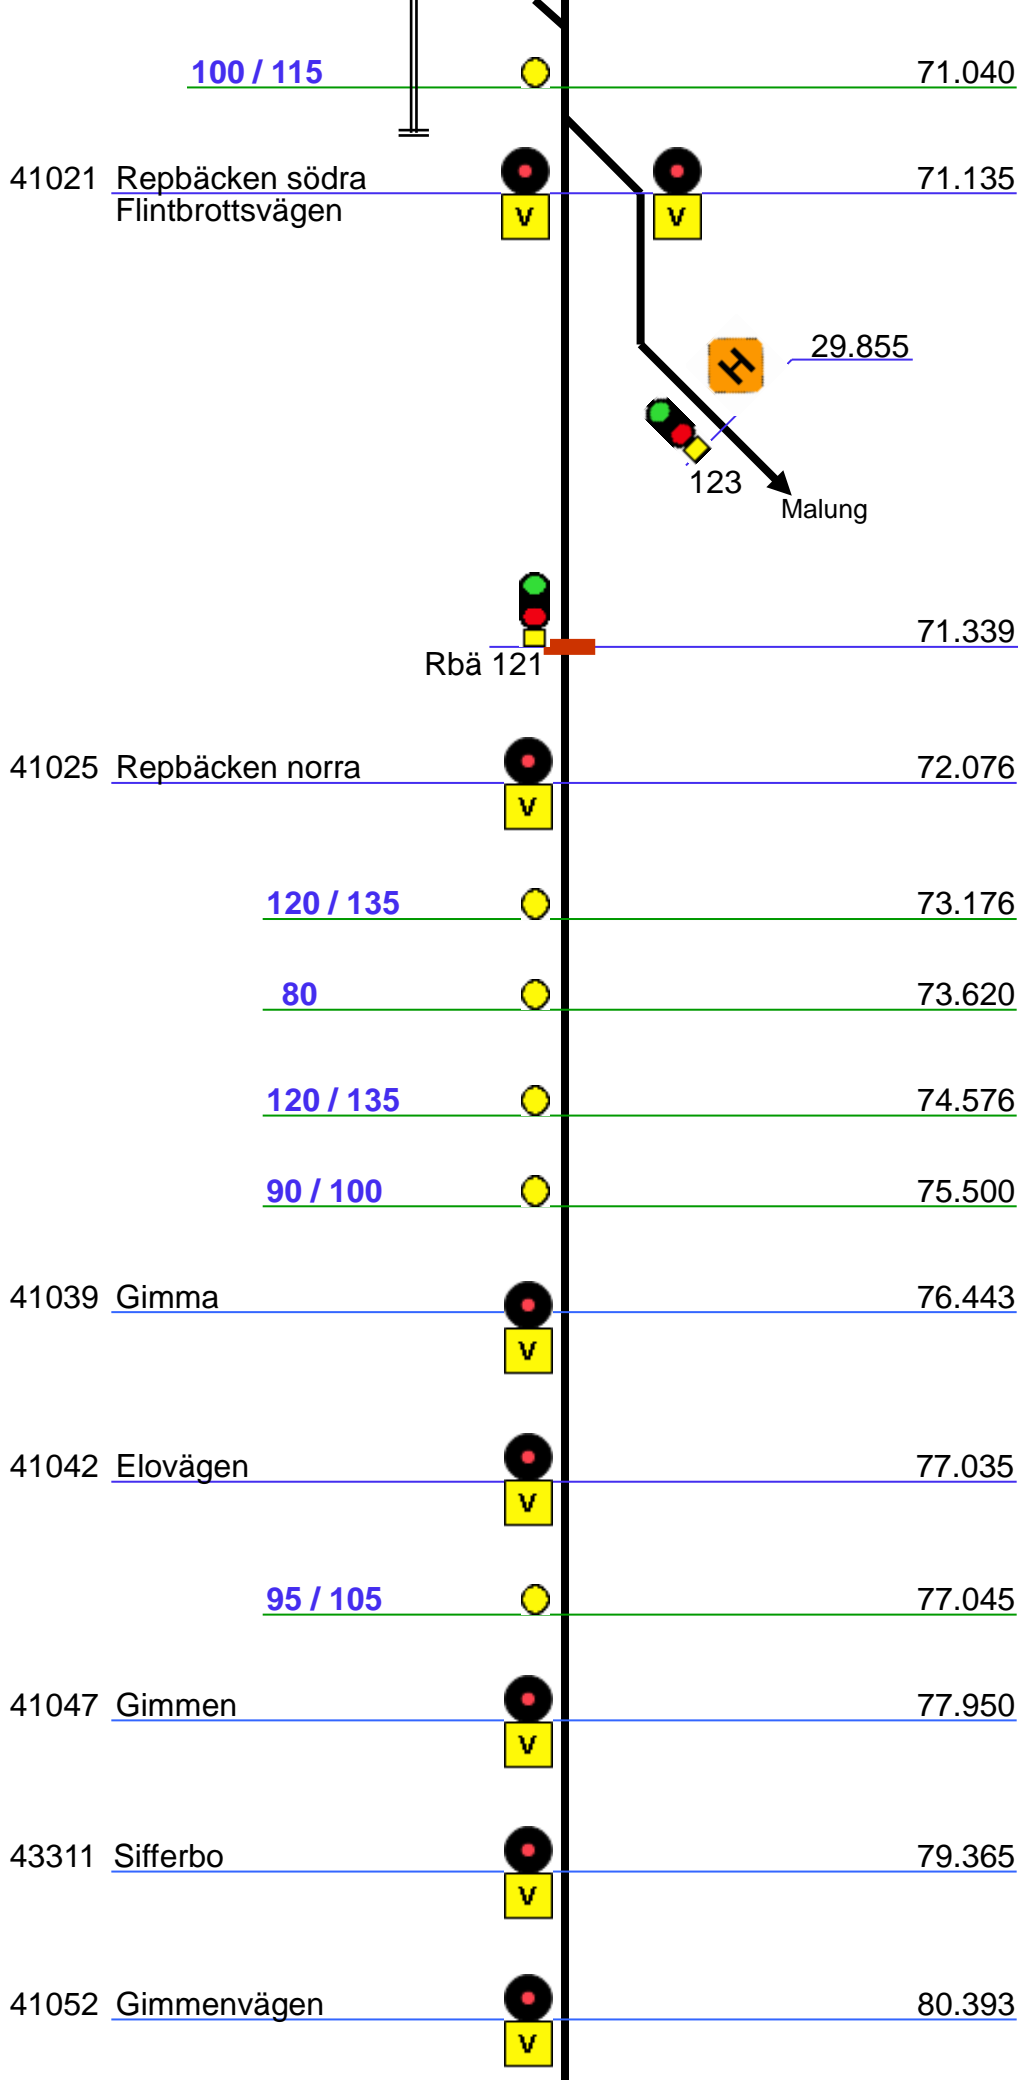 100 / 115 71.040
41021 Repbäcken södra 71.135
Flintbrottsvägen
V V
H 29.855
123
Malung
71.339
Rbä 121
41025 Repbäcken norra 72.076
V
120 / 135 73.176
80 73.620
120 / 135 74.576
90 / 100 75.500
41039 Gimma 76.443
V
41042 Elovägen 77.035
V
95 / 105 77.045
41047 Gimmen 77.950
V
43311 Sifferbo 79.365
V
41052 Gimmenvägen 80.393
V